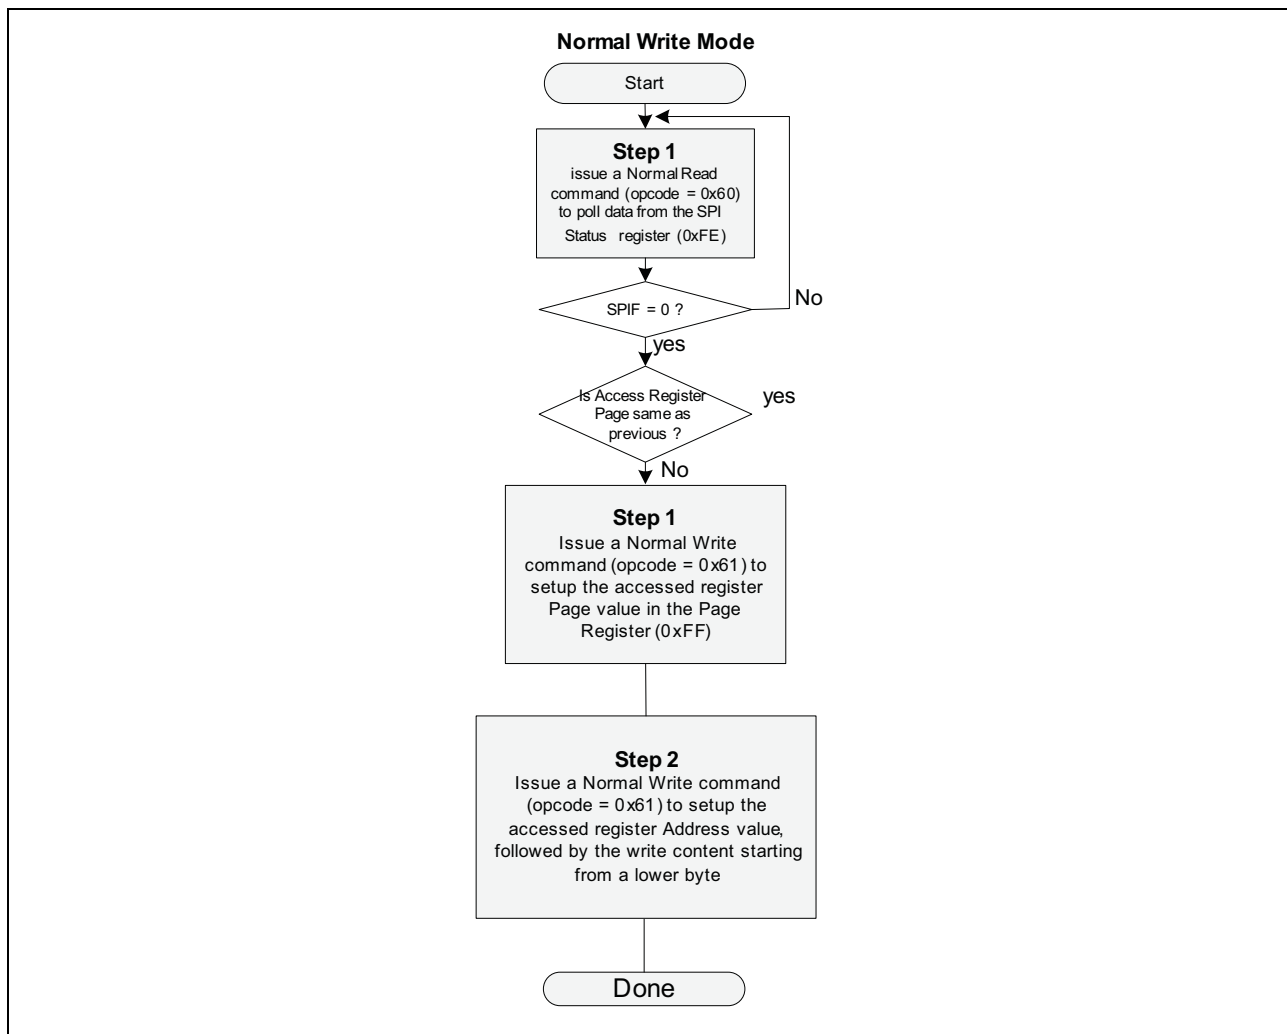 Normal Write Mode
Start
Step 1
issue a Normal Read
command (opcode = 0x60)
to poll data from the SPI
Status register (0xFE)
SPIF = 0 ?
No
yes
Is Access Register
Page same as
previous ?
yes
No
Step 1
Issue a Normal Write
command (opcode = 0x61) to
setup the accessed register
Page value in the Page
Register (0xFF)
Step 2
Issue a Normal Write command
(opcode = 0x61) to setup the
accessed register Address value,
followed by the write content starting
from a lower byte
Done